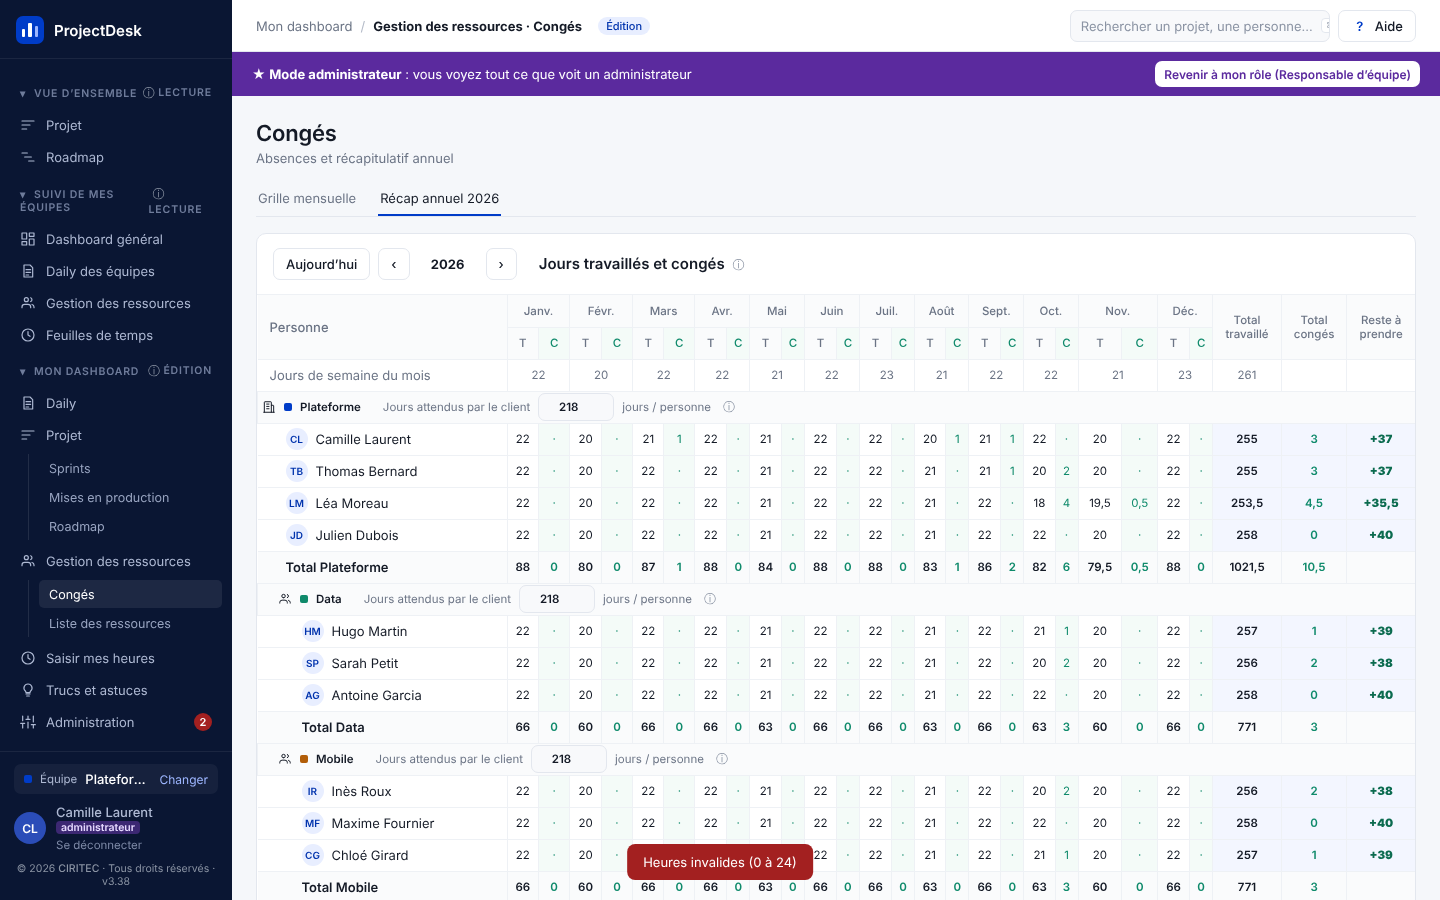 ProjectDesk
VUE D'ENSEMBLE ⓘ LECTURE
Projet
Roadmap
SUIVI DE MES ÉQUIPES ⓘ LECTURE
Dashboard général
Daily des équipes
Gestion des ressources
Feuilles de temps
MON DASHBOARD ⓘ ÉDITION
Daily
Projet
Sprints
Mises en production
Roadmap
Gestion des ressources
Congés
Liste des ressources
Saisir mes heures
Trucs et astuces
Administration 2
Équipe Platefor... Changer
CL Camille Laurent
administrateur
Se déconnecter
© 2026 CIRITEC · Tous droits réservés ·
v3.38
Mon dashboard / Gestion des ressources · Congés Édition
Rechercher un projet, une personne...
? Aide
★ Mode administrateur : vous voyez tout ce que voit un administrateur
Revenir à mon rôle (Responsable d'équipe)
Congés
Absences et récapitulatif annuel
Grille mensuelle Récap annuel 2026
Aujourd'hui ‹ 2026 › Jours travaillés et congés ⓘ
Personne Janv. Févr. Mars Avr. Mai Juin Juil. Août Sept. Oct. Nov. Déc. Total travaillé Total congés Reste à prendre
T C T C T C T C T C T C T C T C T C T C T C T C
Jours de semaine du mois 22 20 22 22 21 22 23 21 22 22 21 23 261
Plateforme Jours attendus par le client 218 jours / personne ⓘ
CL Camille Laurent 22 · 20 · 21 1 22 · 21 · 22 · 22 · 20 1 21 1 22 · 20 · 22 · 255 3 +37
TB Thomas Bernard 22 · 20 · 22 · 22 · 21 · 22 · 22 · 21 · 21 1 20 2 20 · 22 · 255 3 +37
LM Léa Moreau 22 · 20 · 22 · 22 · 21 · 22 · 22 · 21 · 22 · 18 4 19,5 0,5 22 · 253,5 4,5 +35,5
JD Julien Dubois 22 · 20 · 22 · 22 · 21 · 22 · 22 · 21 · 22 · 22 · 20 · 22 · 258 0 +40
Total Plateforme 88 0 80 0 87 1 88 0 84 0 88 0 88 0 83 1 86 2 82 6 79,5 0,5 88 0 1021,5 10,5
Data Jours attendus par le client 218 jours / personne ⓘ
HM Hugo Martin 22 · 20 · 22 · 22 · 21 · 22 · 22 · 21 · 22 · 21 1 20 · 22 · 257 1 +39
SP Sarah Petit 22 · 20 · 22 · 22 · 21 · 22 · 22 · 21 · 22 · 20 2 20 · 22 · 256 2 +38
AG Antoine Garcia 22 · 20 · 22 · 22 · 21 · 22 · 22 · 21 · 22 · 22 · 20 · 22 · 258 0 +40
Total Data 66 0 60 0 66 0 66 0 63 0 66 0 66 0 63 0 66 0 63 3 60 0 66 0 771 3
Mobile Jours attendus par le client 218 jours / personne ⓘ
IR Inès Roux 22 · 20 · 22 · 22 · 21 · 22 · 22 · 21 · 22 · 20 2 20 · 22 · 256 2 +38
MF Maxime Fournier 22 · 20 · 22 · 22 · 21 · 22 · 22 · 21 · 22 · 22 · 20 · 22 · 258 0 +40
CG Chloé Girard 22 · 20 · 22 · 22 · 21 · 22 · 21 1 20 · 22 · 257 1 +39
Heures invalides (0 à 24)
Total Mobile 66 0 60 0 66 0 66 0 63 0 66 0 66 0 63 0 66 0 63 3 60 0 66 0 771 3